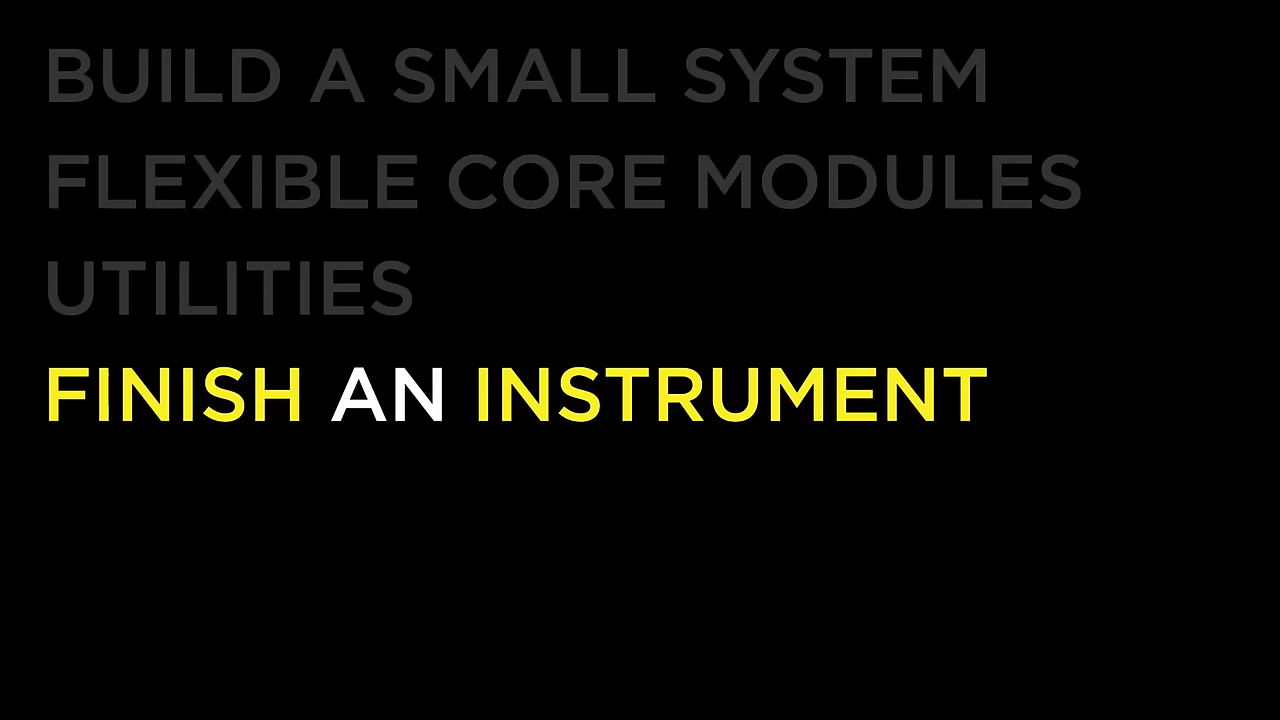 BUILD A SMALL SYSTEM
FLEXIBLE CORE MODULES
UTILITIES
FINISH AN INSTRUMENT